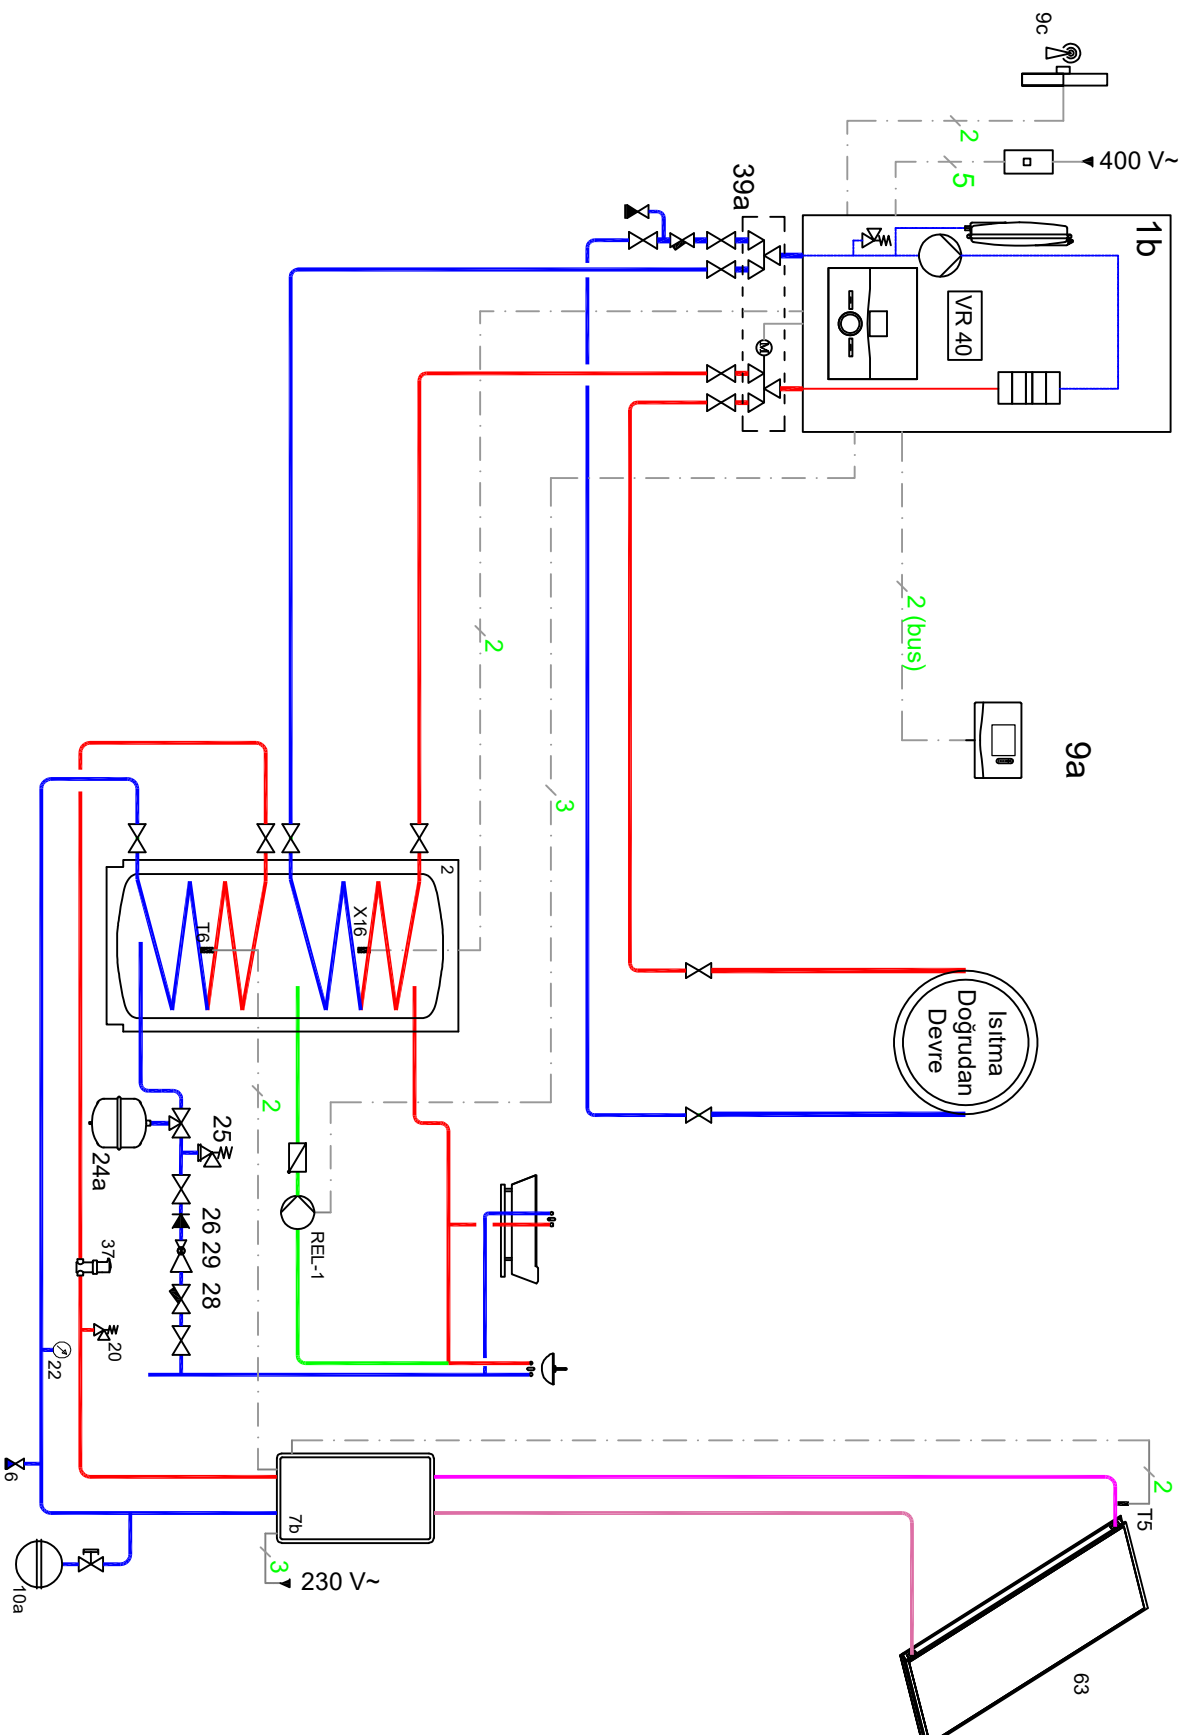 9c
2
400 V~
5
39a
1b
VR 40
M
2 (bus)
9a
2
3
2
X16
T6
Isıtma
Doğrudan
Devre
2
24a
25
26 29 28
REL-1
37
20
22
6
10a
7b
3
230 V~
2
T5
63